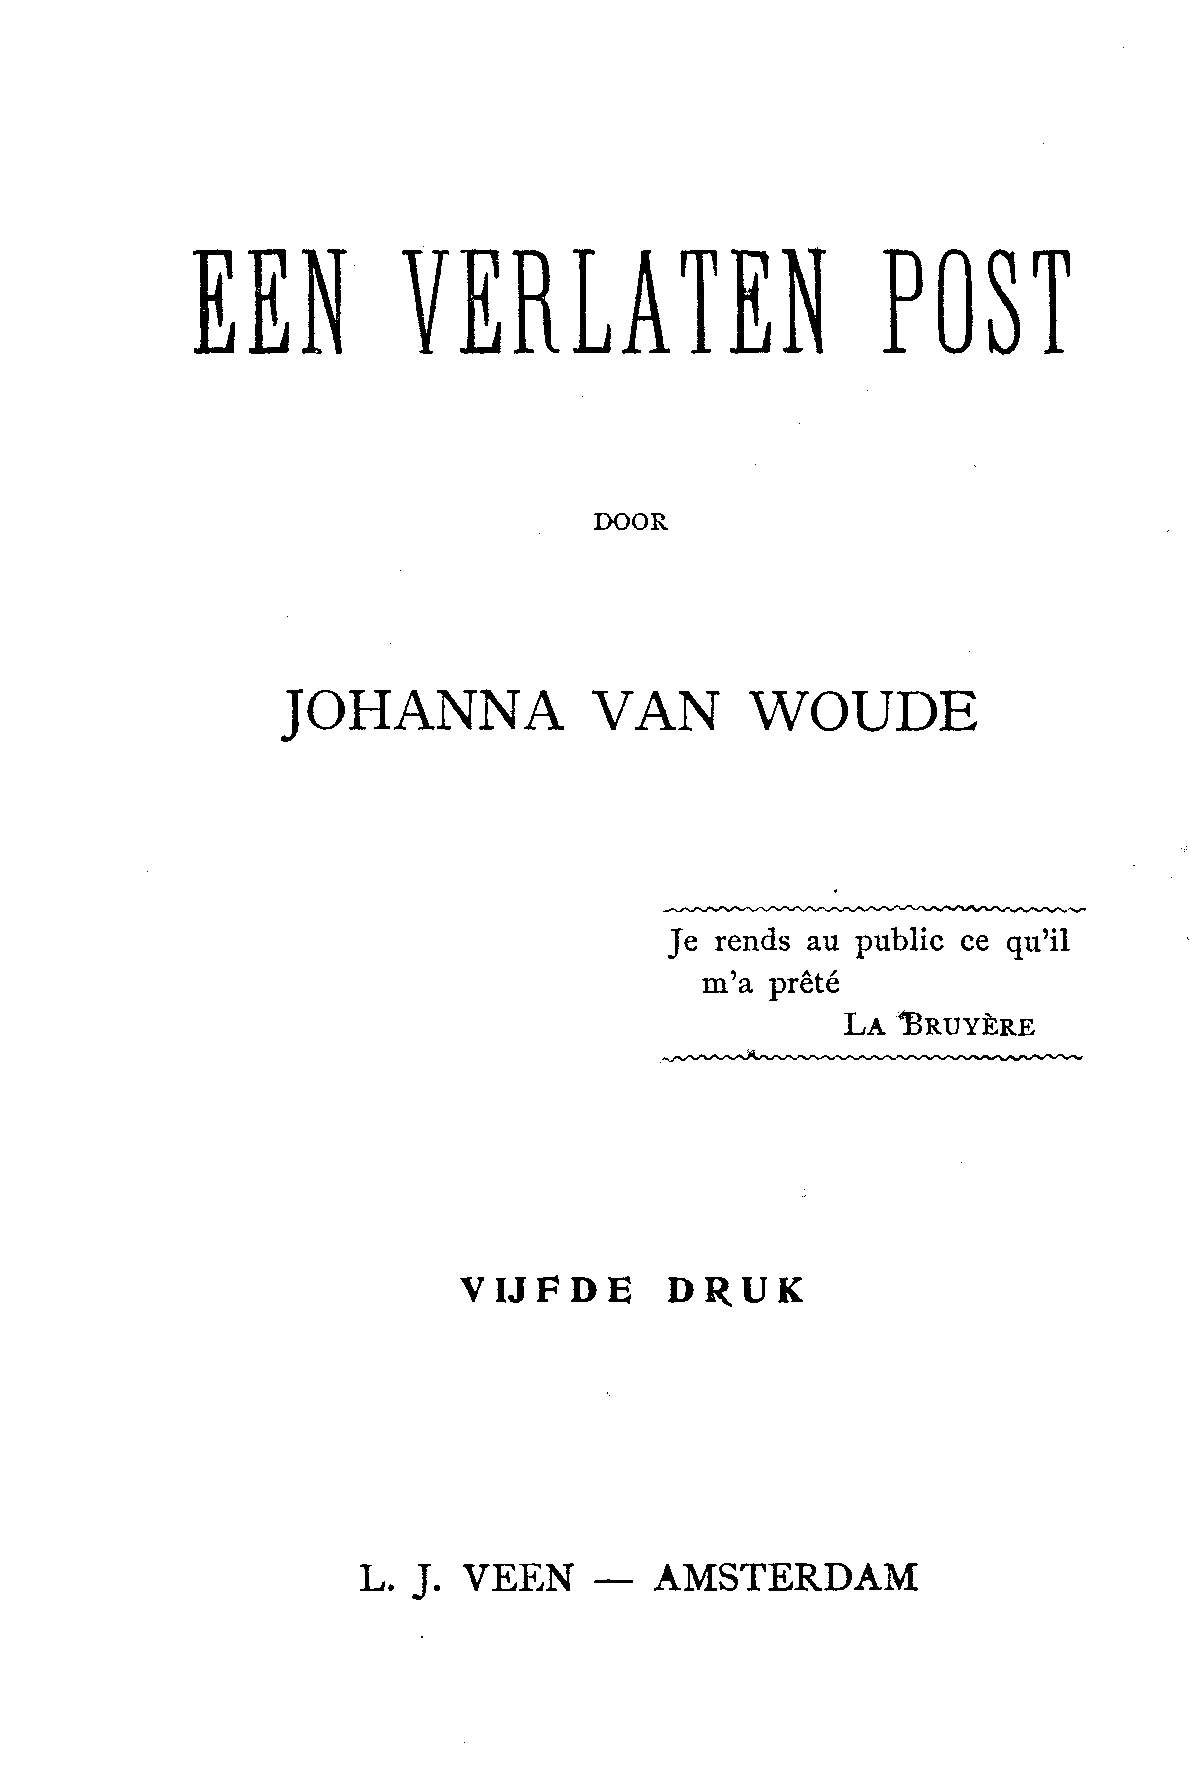 EEN VERLATEN POST
DOOR
JOHANNA VAN WOUDE
Je rends au public ce qu'il
m'a prêté
LA BRUYÈRE
VIJFDE DRUK
L. J. VEEN — AMSTERDAM